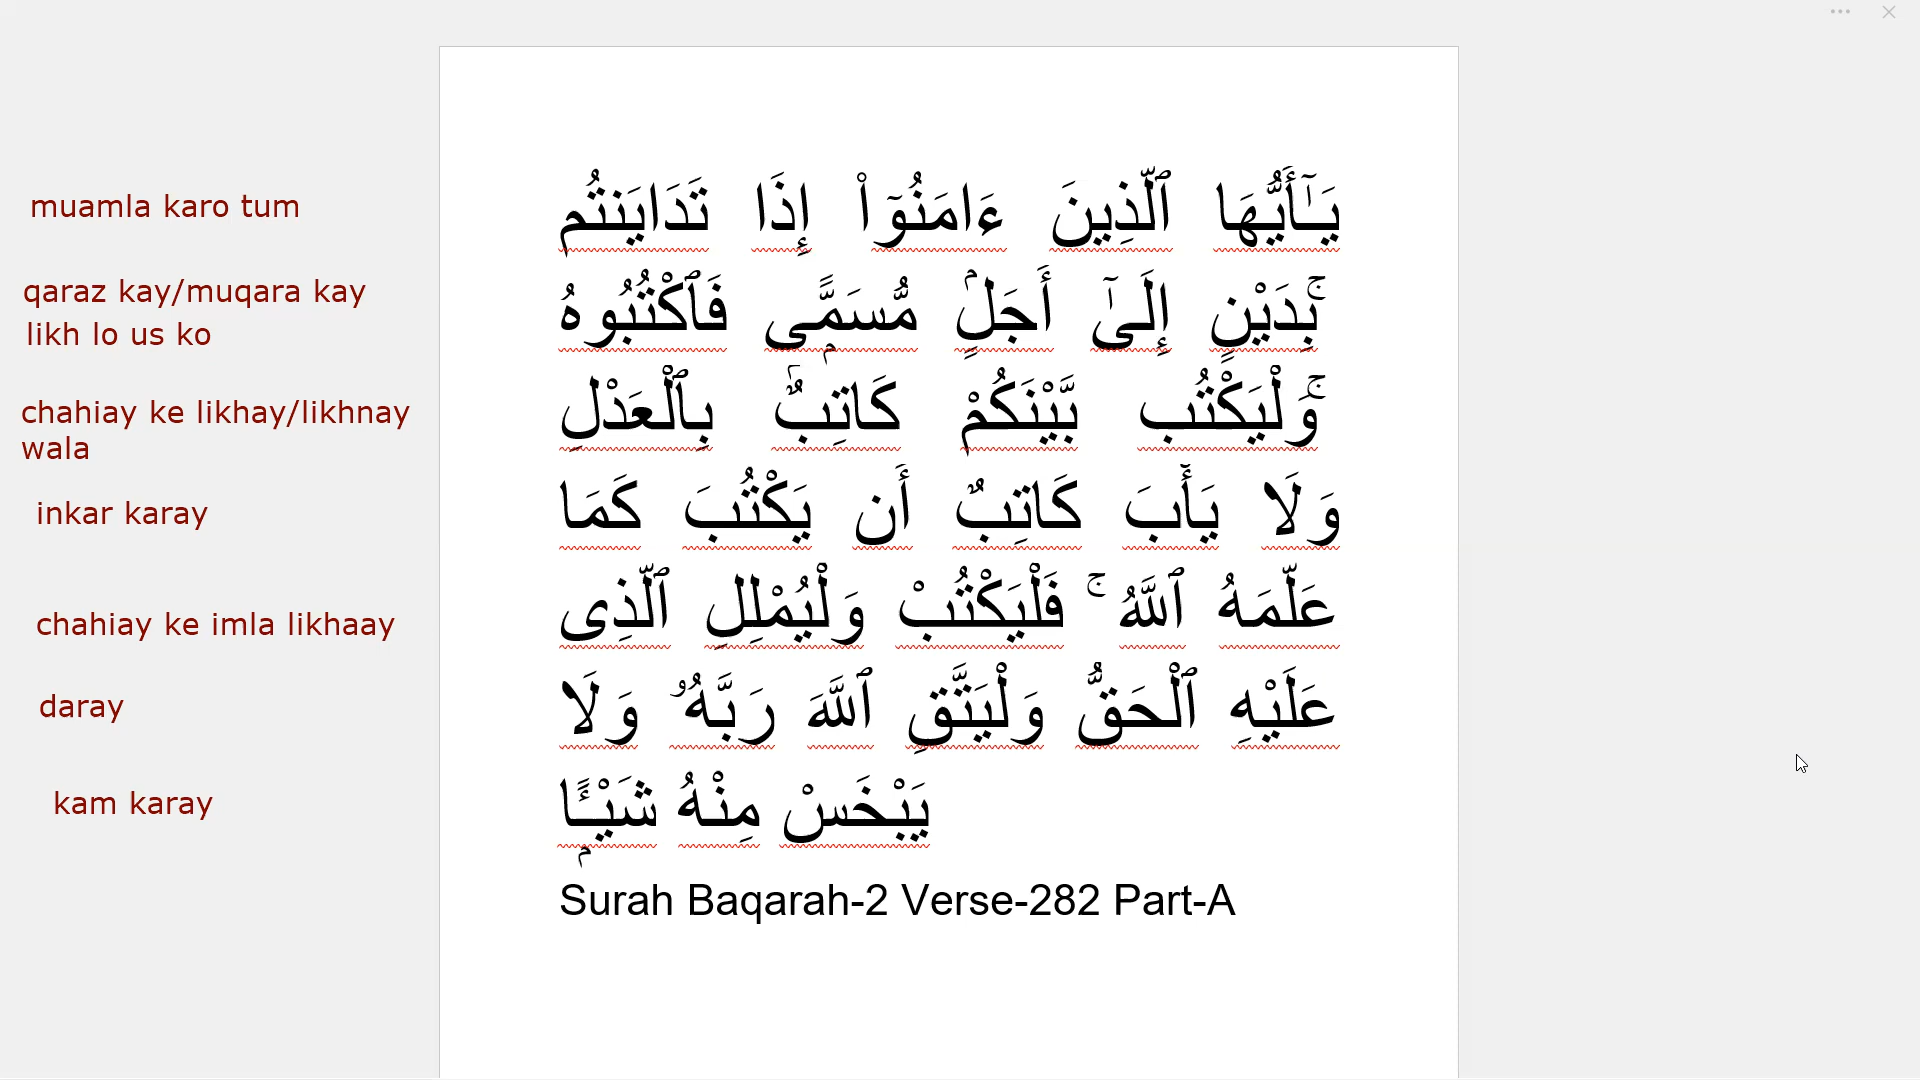 muamla karo tum
qaraz kay/muqara kay
likh lo us ko
chahiay ke likhay/likhnay
wala
inkar karay
chahiay ke imla likhaay
daray
kam karay
يَـٰٓأَيُّهَا ٱلَّذِينَ ءَامَنُوٓا۟ إِذَا تَدَايَنتُم
بِدَيْنٍ إِلَىٰٓ أَجَلٍۢ مُّسَمًّۭى فَٱكْتُبُوهُ ۚ
وَلْيَكْتُب بَّيْنَكُمْ كَاتِبٌۢ بِٱلْعَدْلِ ۚ
وَلَا يَأْبَ كَاتِبٌ أَن يَكْتُبَ كَمَا
عَلَّمَهُ ٱللَّهُ ۚ فَلْيَكْتُبْ وَلْيُمْلِلِ ٱلَّذِى
عَلَيْهِ ٱلْحَقُّ وَلْيَتَّقِ ٱللَّهَ رَبَّهُۥ وَلَا
يَبْخَسْ مِنْهُ شَيْـًۭٔا
Surah Baqarah-2 Verse-282 Part-A